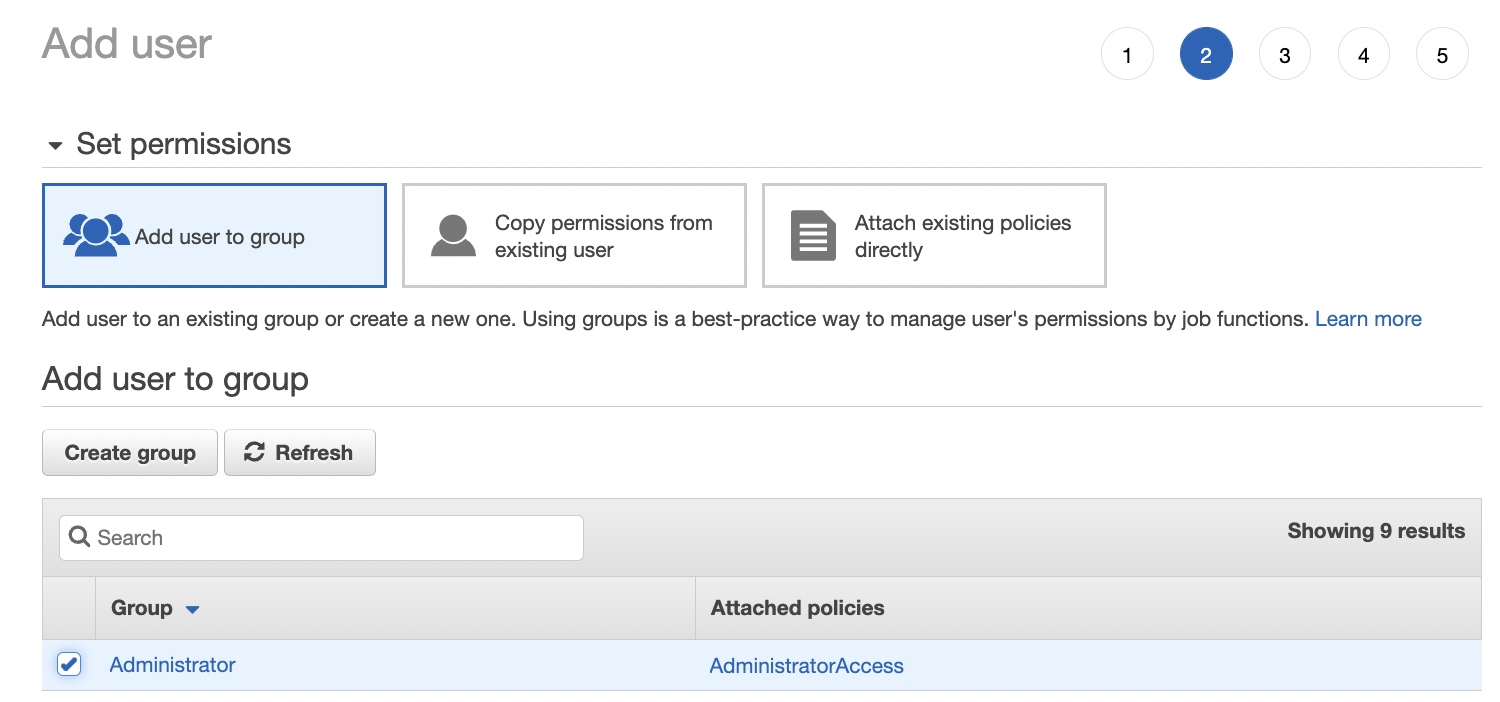 Add user
1 2 3 4 5
Set permissions
Add user to group
Copy permissions from
existing user
Attach existing policies
directly
Add user to an existing group or create a new one. Using groups is a best-practice way to manage user's permissions by job functions. Learn more
Add user to group
Create group Refresh
Search
Showing 9 results
Group Attached policies
Administrator AdministratorAccess